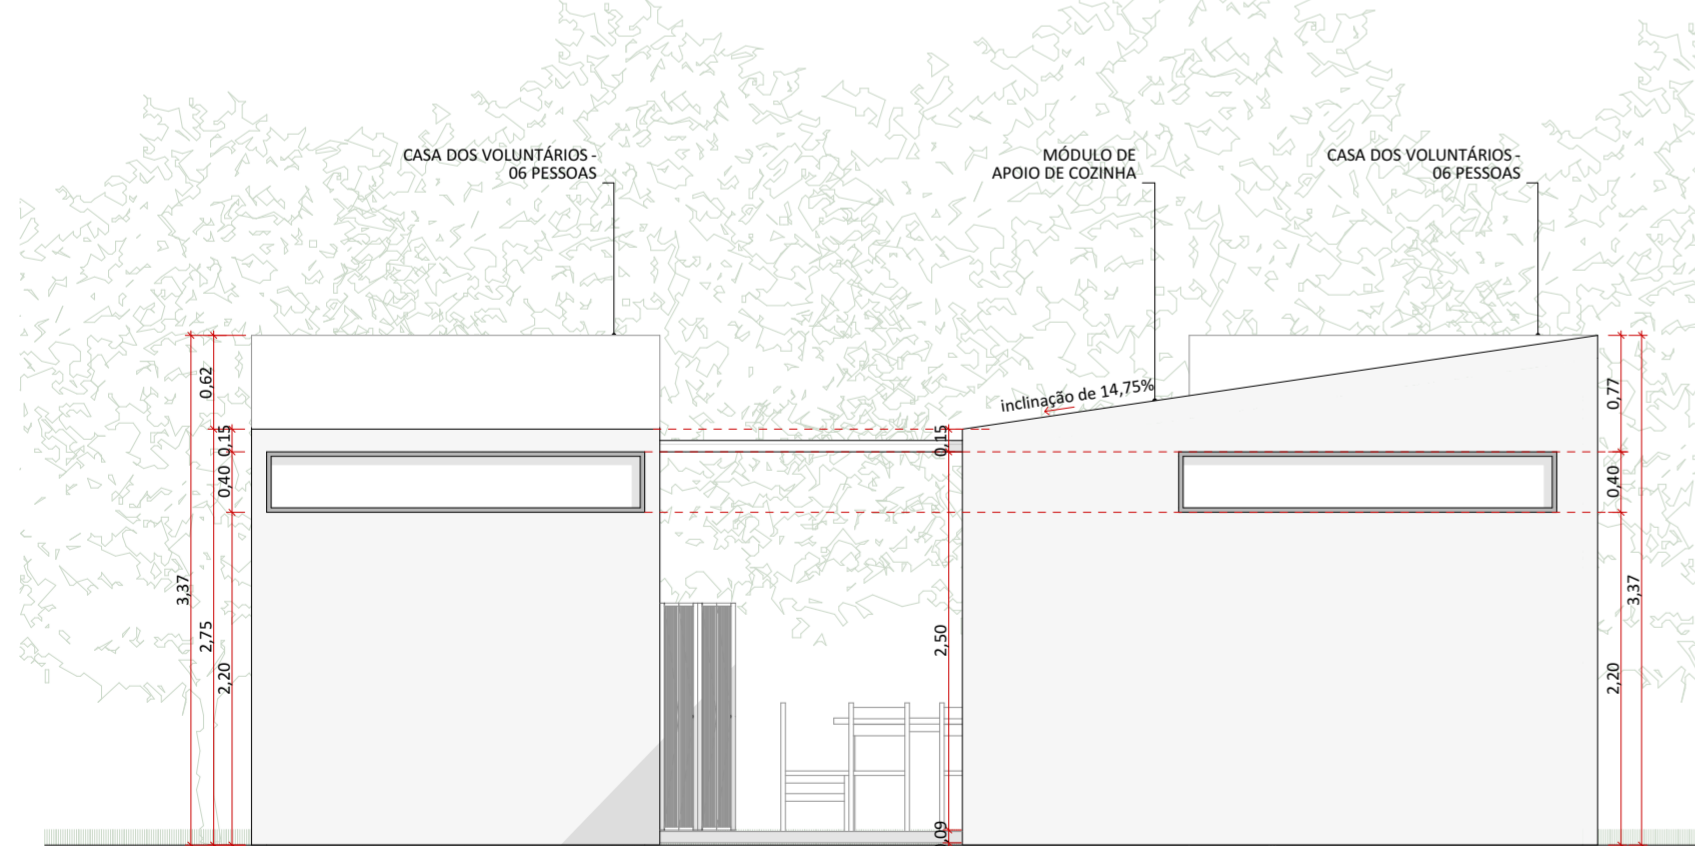 CASA DOS VOLUNTÁRIOS -
06 PESSOAS
MÓDULO DE
APOIO DE COZINHA
CASA DOS VOLUNTÁRIOS -
06 PESSOAS
inclinação de 14,75%
3,37
0,62
2,75
0,15
0,40
2,20
0,15
2,50
,09
0,77
0,40
2,20
3,37